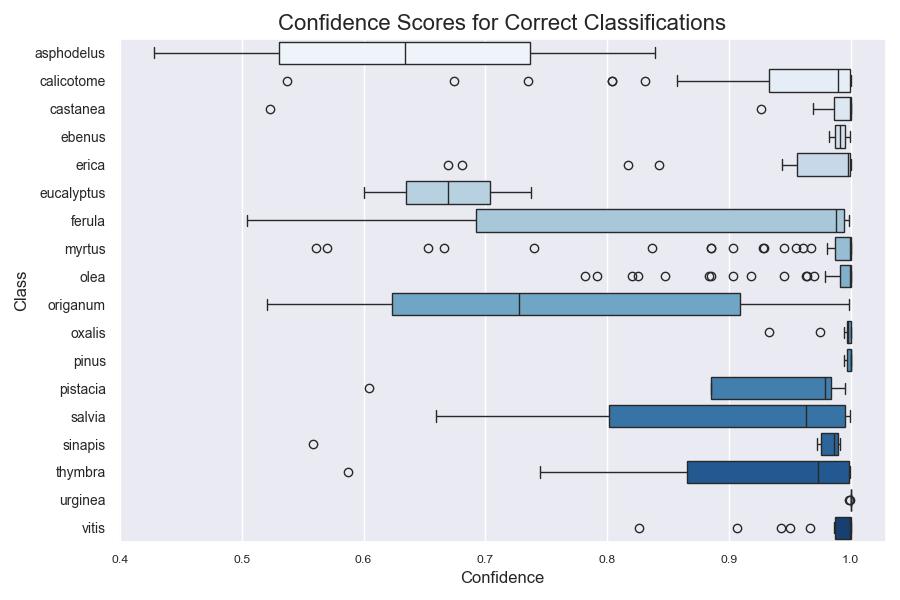 Confidence Scores for Correct Classifications
asphodelus
calicotome
castanea
ebenus
erica
eucalyptus
ferula
myrtus
olea
origanum
oxalis
pinus
pistacia
salvia
sinapis
thymbra
urginea
vitis
Class
0.4 0.5 0.6 0.7 0.8 0.9 1.0
Confidence